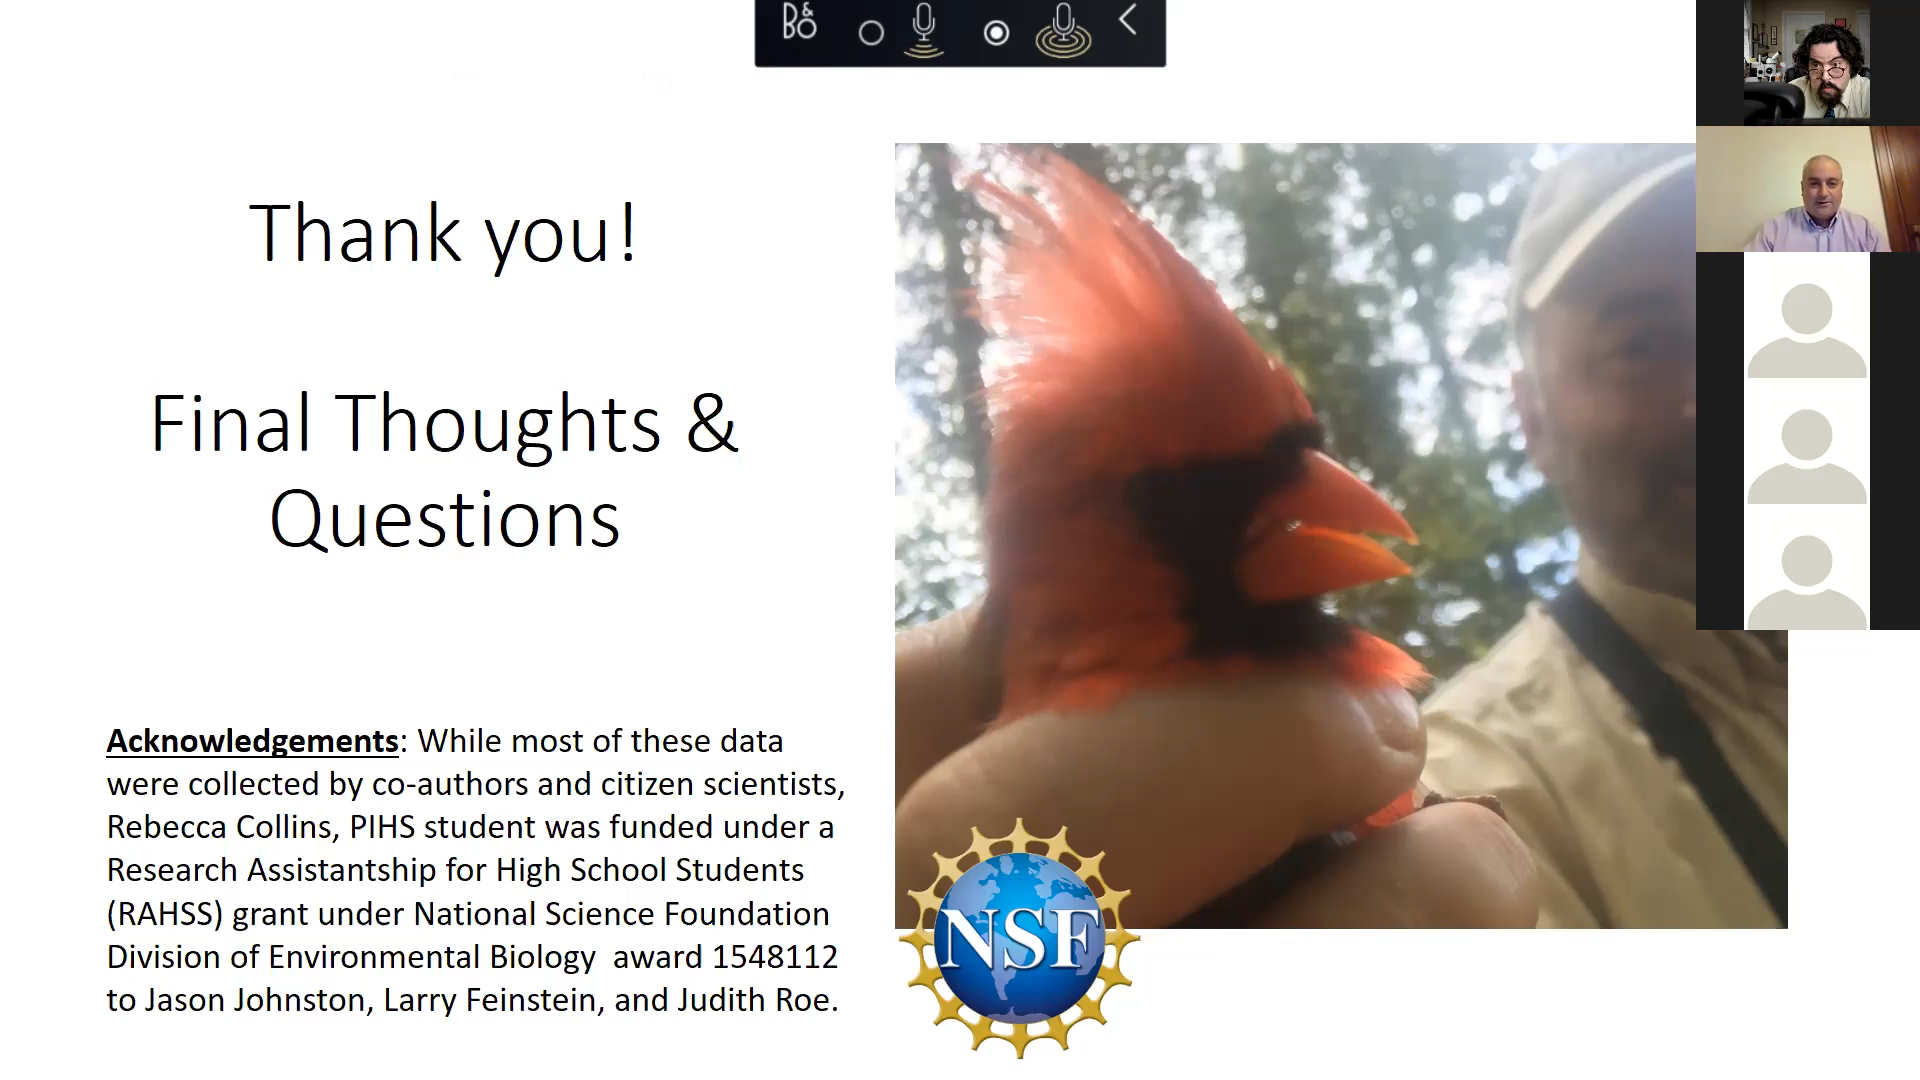 B&O
Thank you!
Final Thoughts &
Questions
Acknowledgements: While most of these data
were collected by co-authors and citizen scientists,
Rebecca Collins, PIHS student was funded under a
Research Assistantship for High School Students
(RAHSS) grant under National Science Foundation
Division of Environmental Biology  award 1548112
to Jason Johnston, Larry Feinstein, and Judith Roe.
NSF